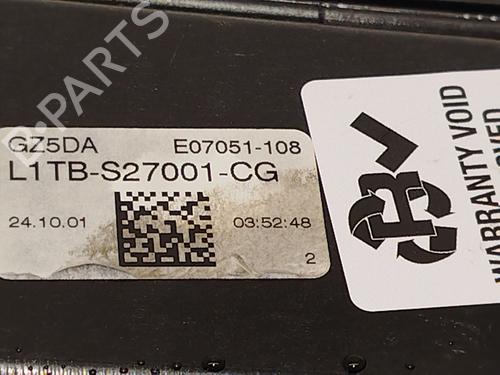 B-PARTS
GZ5DA E07051-108
L1TB-S27001-CG
24.10.01 03:52:48
2
WARRANTY VOID